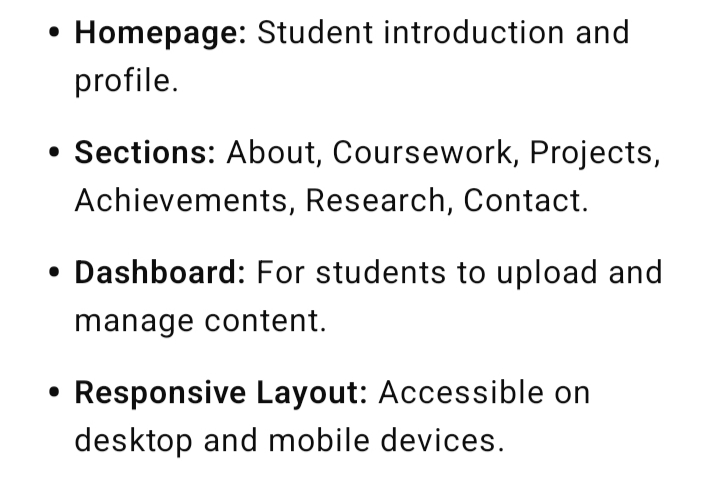 • Homepage: Student introduction and
profile.
• Sections: About, Coursework, Projects,
Achievements, Research, Contact.
• Dashboard: For students to upload and
manage content.
• Responsive Layout: Accessible on
desktop and mobile devices.